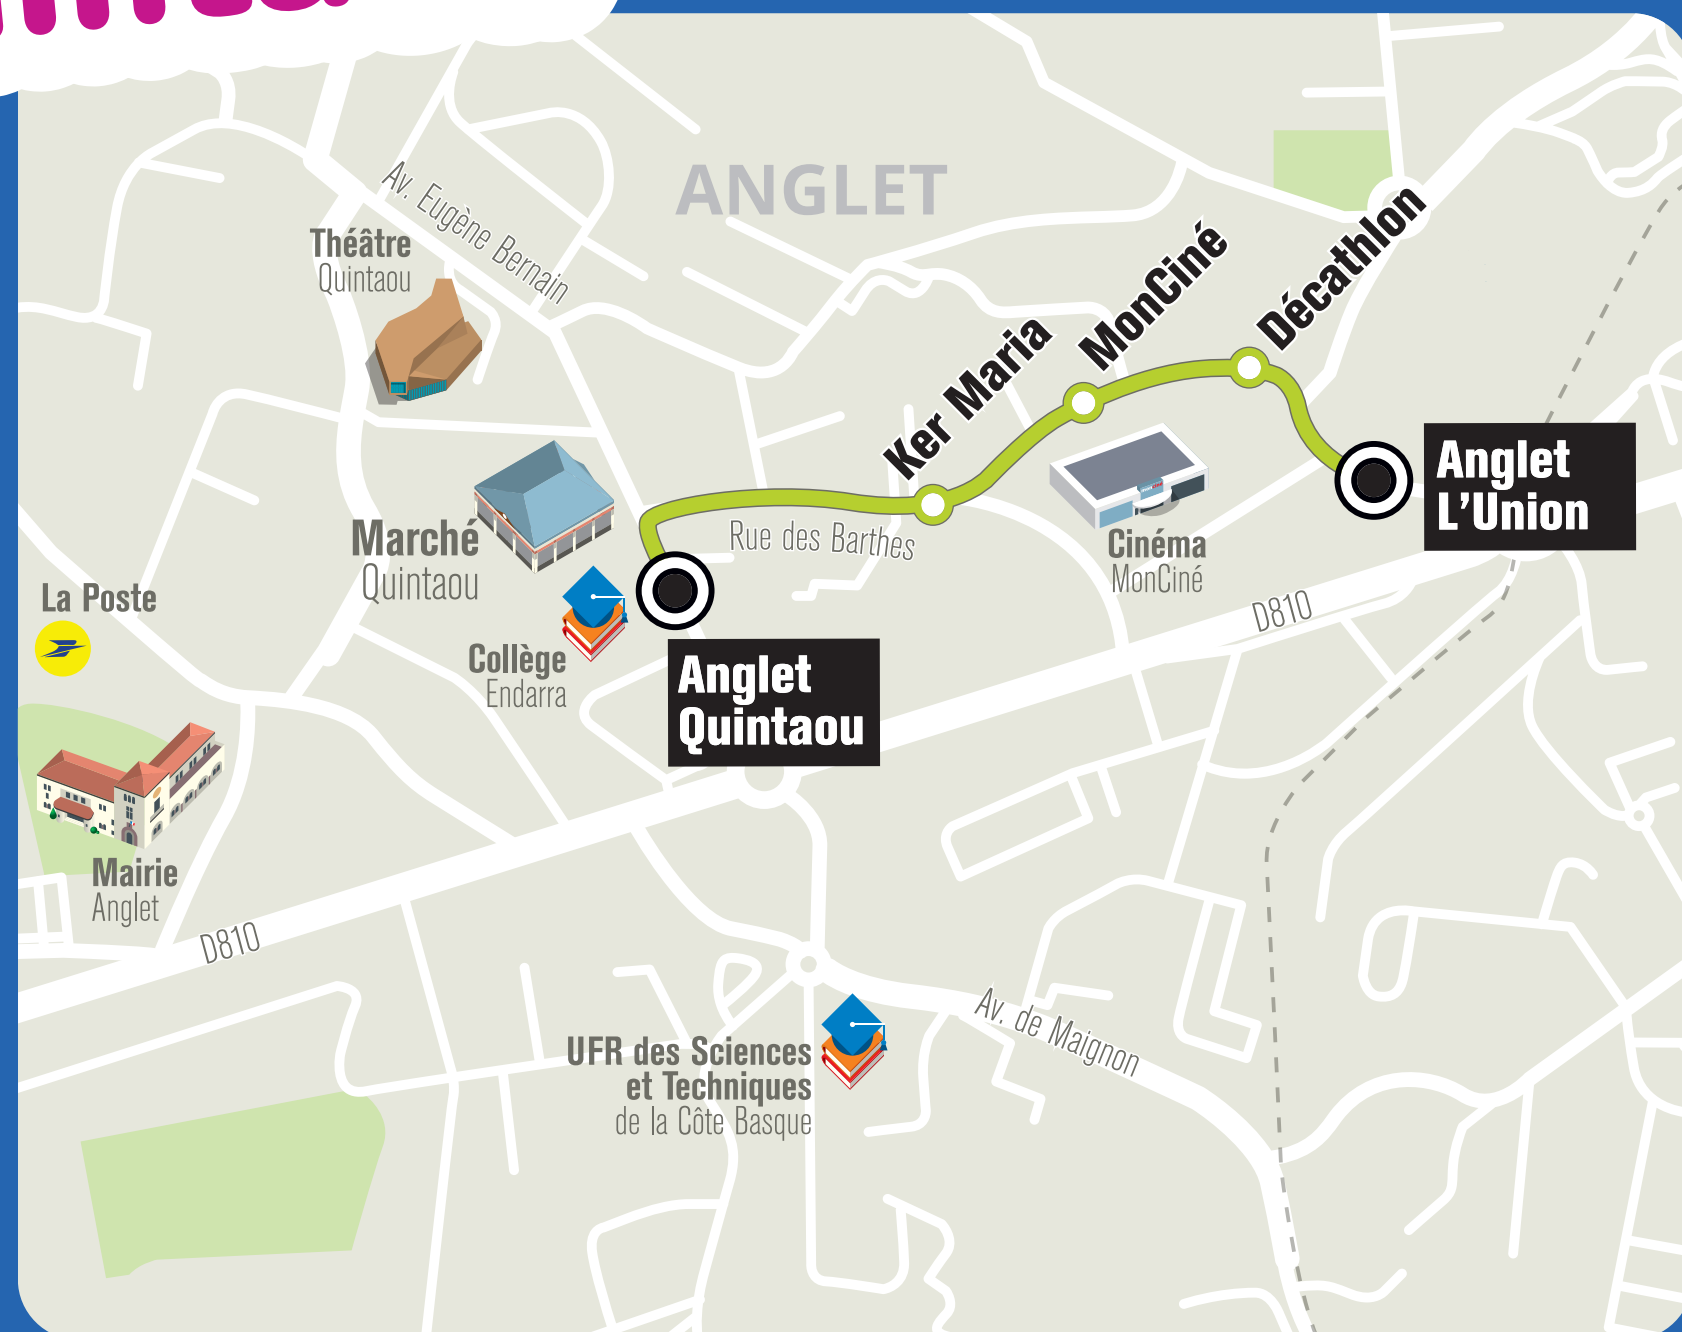 ANGLET
Av. Eugène Bernain
Théâtre
Quintaou
Décathlon
MonCiné
Ker Maria
Anglet
L'Union
Marché
Quintaou
Rue des Barthes
Cinéma
MonCiné
La Poste
D810
Collège
Endarra
Anglet
Quintaou
Mairie
Anglet
D810
Av. de Maignon
UFR des Sciences
et Techniques
de la Côte Basque